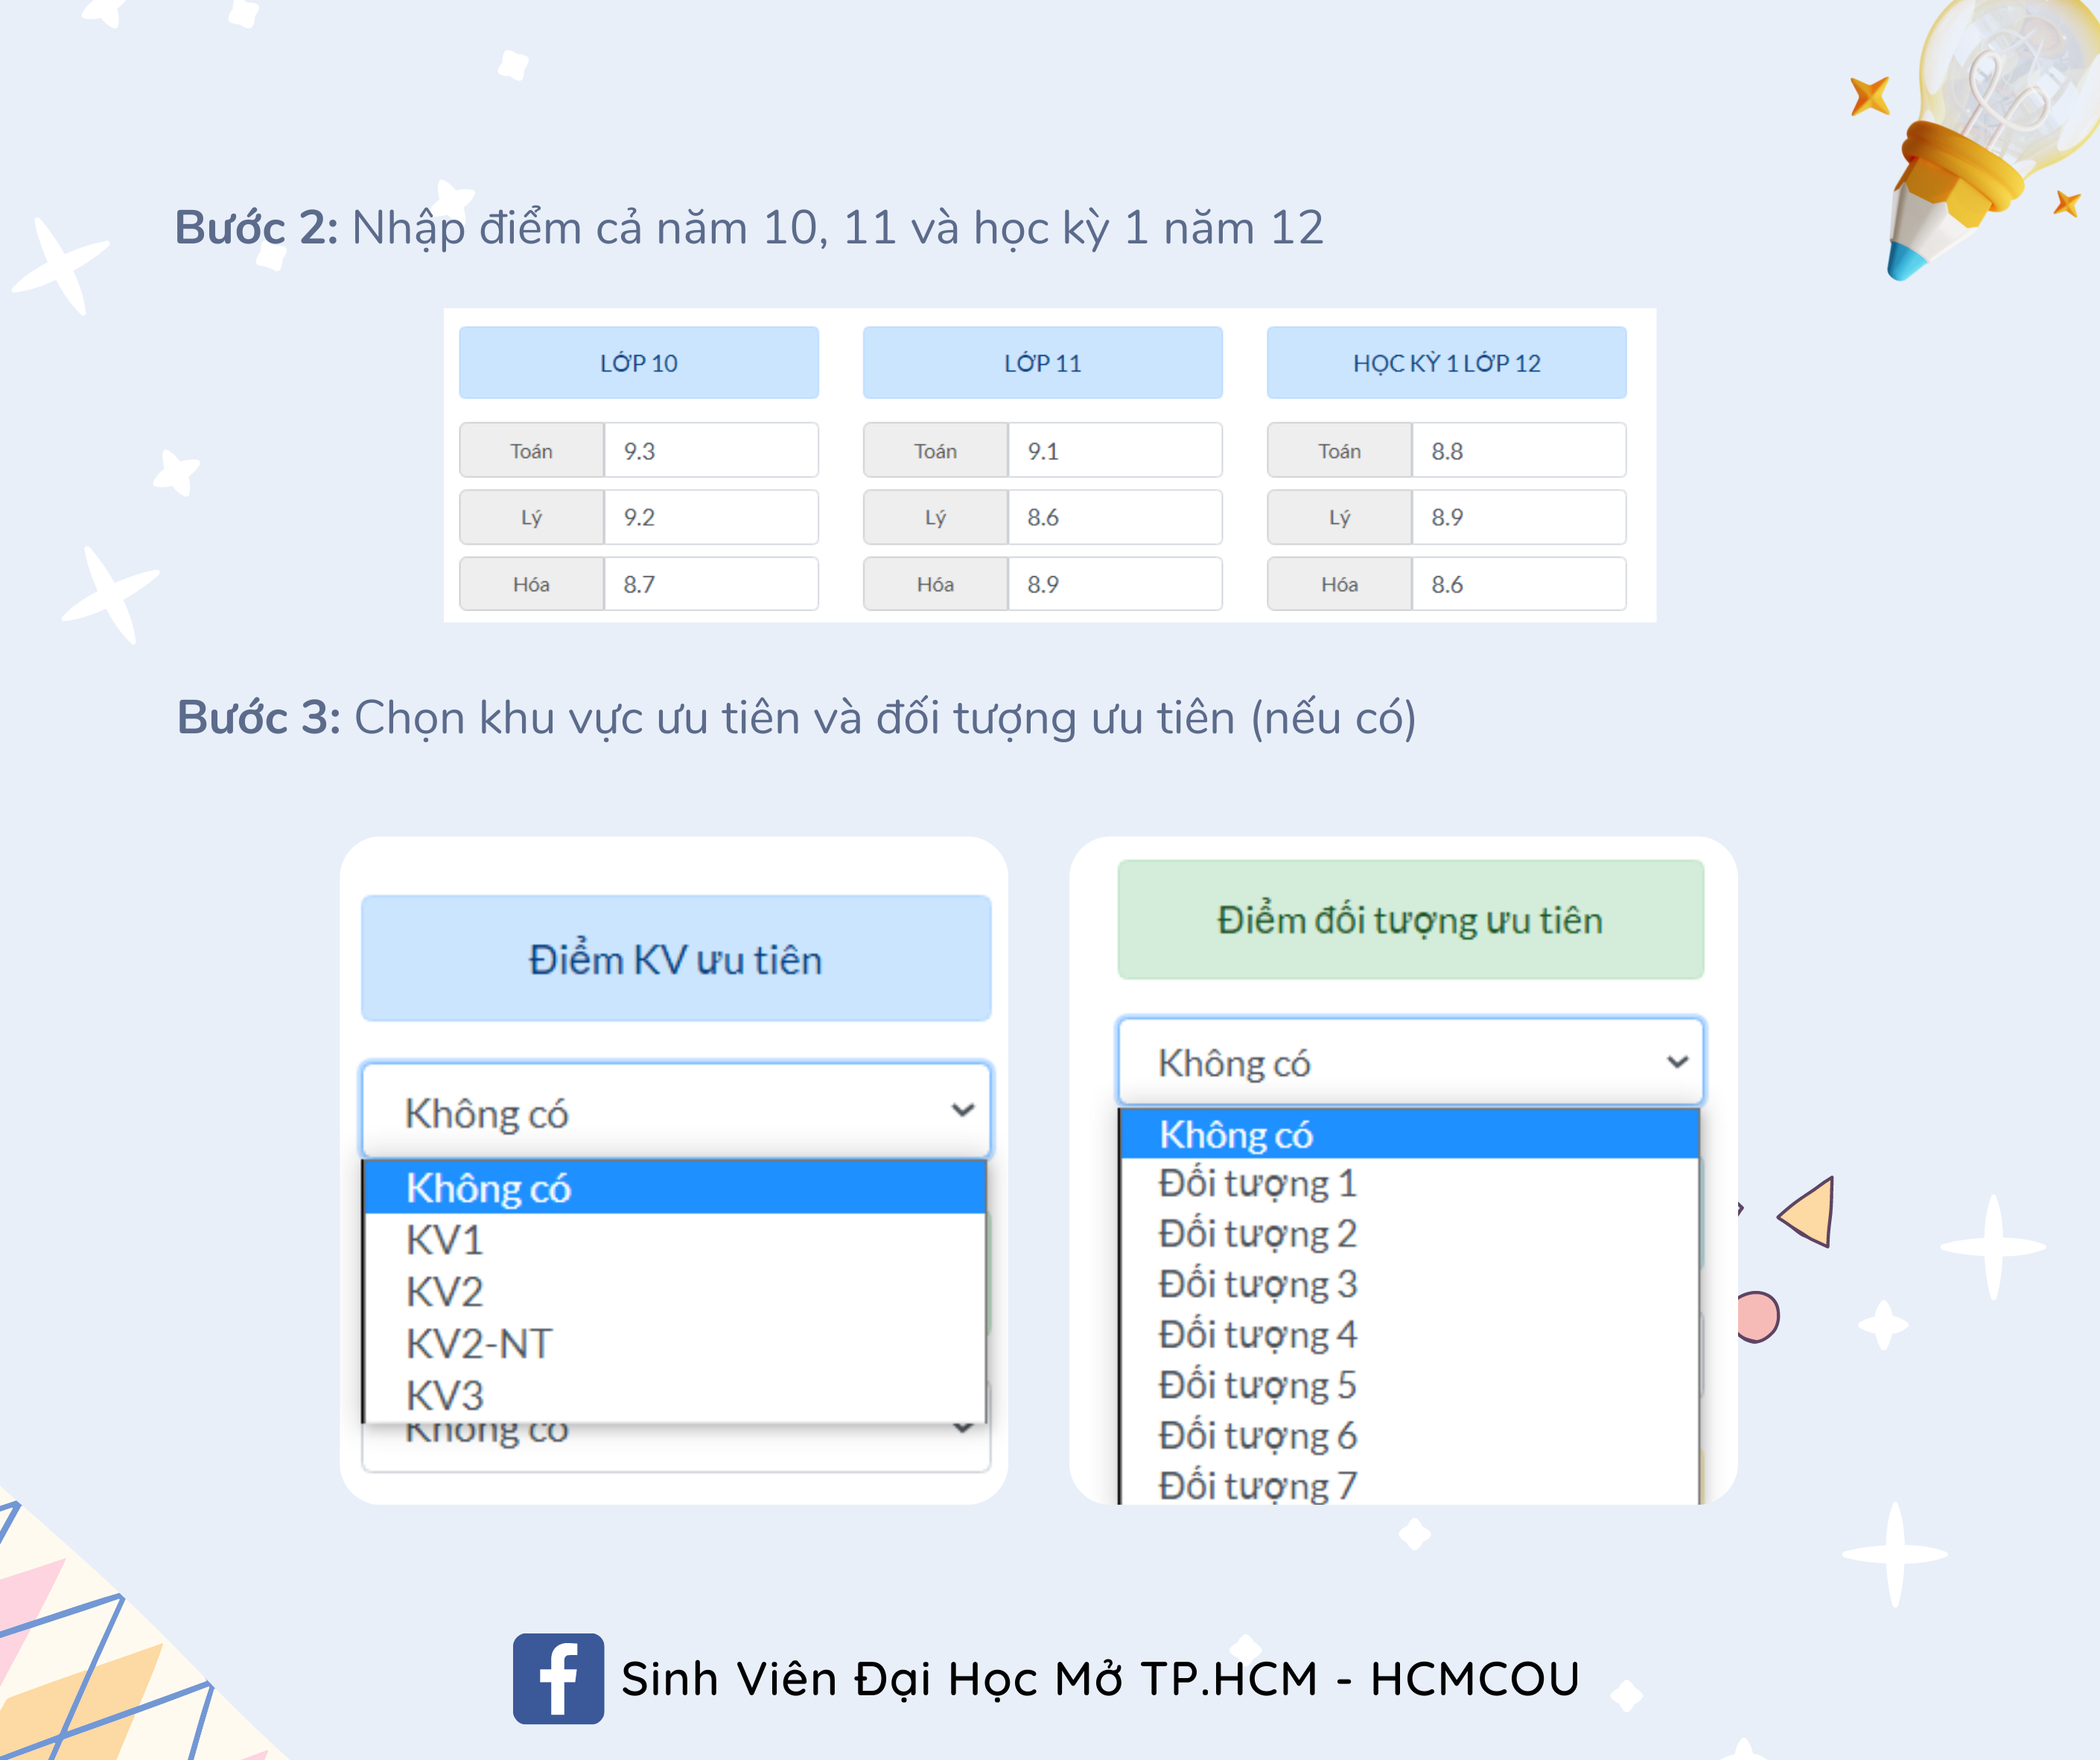 Bước 2: Nhập điểm cả năm 10, 11 và học kỳ 1 năm 12
LỚP 10 LỚP 11 HỌC KỲ 1 LỚP 12
Toán 9.3 Toán 9.1 Toán 8.8
Lý 9.2 Lý 8.6 Lý 8.9
Hóa 8.7 Hóa 8.9 Hóa 8.6
Bước 3: Chọn khu vực ưu tiên và đối tượng ưu tiên (nếu có)
Điểm KV ưu tiên
Không có
Không có
KV1
KV2
KV2-NT
KV3
Không có
Điểm đối tượng ưu tiên
Không có
Không có
Đối tượng 1
Đối tượng 2
Đối tượng 3
Đối tượng 4
Đối tượng 5
Đối tượng 6
Đối tượng 7
Sinh Viên Đại Học Mở TP.HCM - HCMCOU